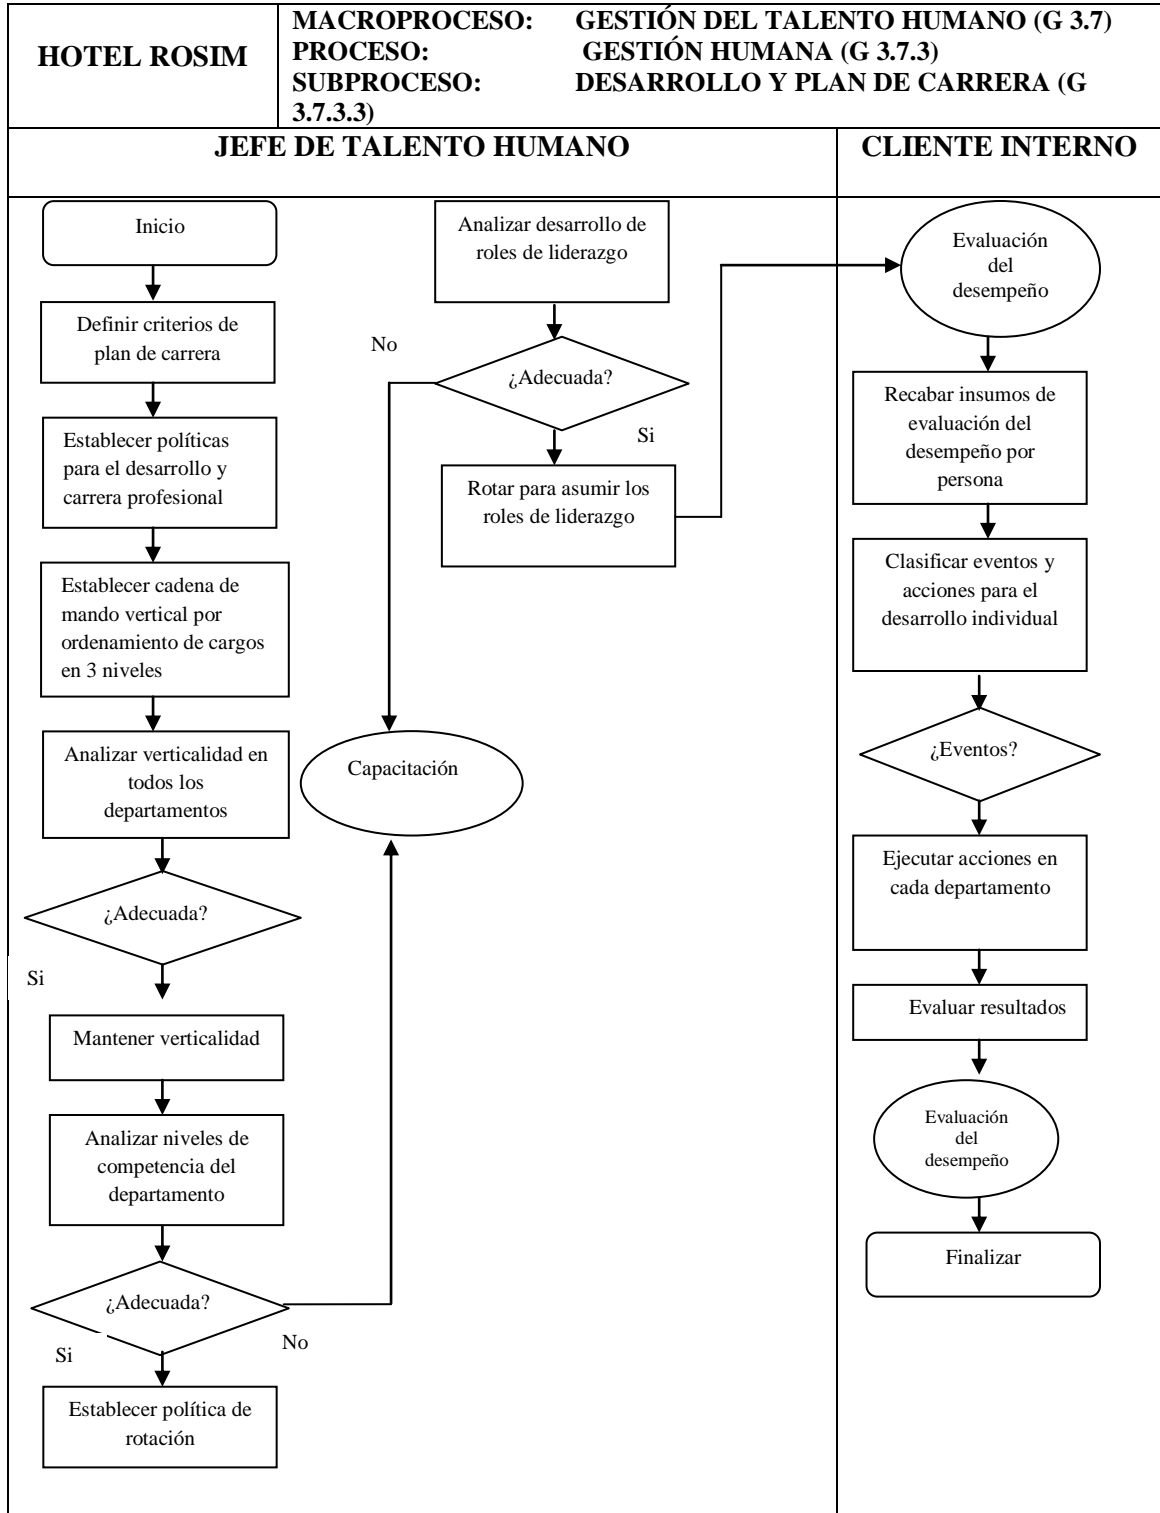 HOTEL ROSIM
MACROPROCESO: GESTIÓN DEL TALENTO HUMANO (G 3.7)
PROCESO: GESTIÓN HUMANA (G 3.7.3)
SUBPROCESO: DESARROLLO Y PLAN DE CARRERA (G
3.7.3.3)
JEFE DE TALENTO HUMANO
CLIENTE INTERNO
Inicio
Definir criterios de
plan de carrera
Establecer políticas
para el desarrollo y
carrera profesional
Establecer cadena de
mando vertical por
ordenamiento de cargos
en 3 niveles
Analizar verticalidad en
todos los
departamentos
¿Adecuada?
Si
Mantener verticalidad
Analizar niveles de
competencia del
departamento
¿Adecuada?
Si
No
Establecer política de
rotación
Analizar desarrollo de
roles de liderazgo
No
¿Adecuada?
Si
Rotar para asumir los
roles de liderazgo
Capacitación
Evaluación
del
desempeño
Recabar insumos de
evaluación del
desempeño por
persona
Clasificar eventos y
acciones para el
desarrollo individual
¿Eventos?
Ejecutar acciones en
cada departamento
Evaluar resultados
Evaluación
del
desempeño
Finalizar